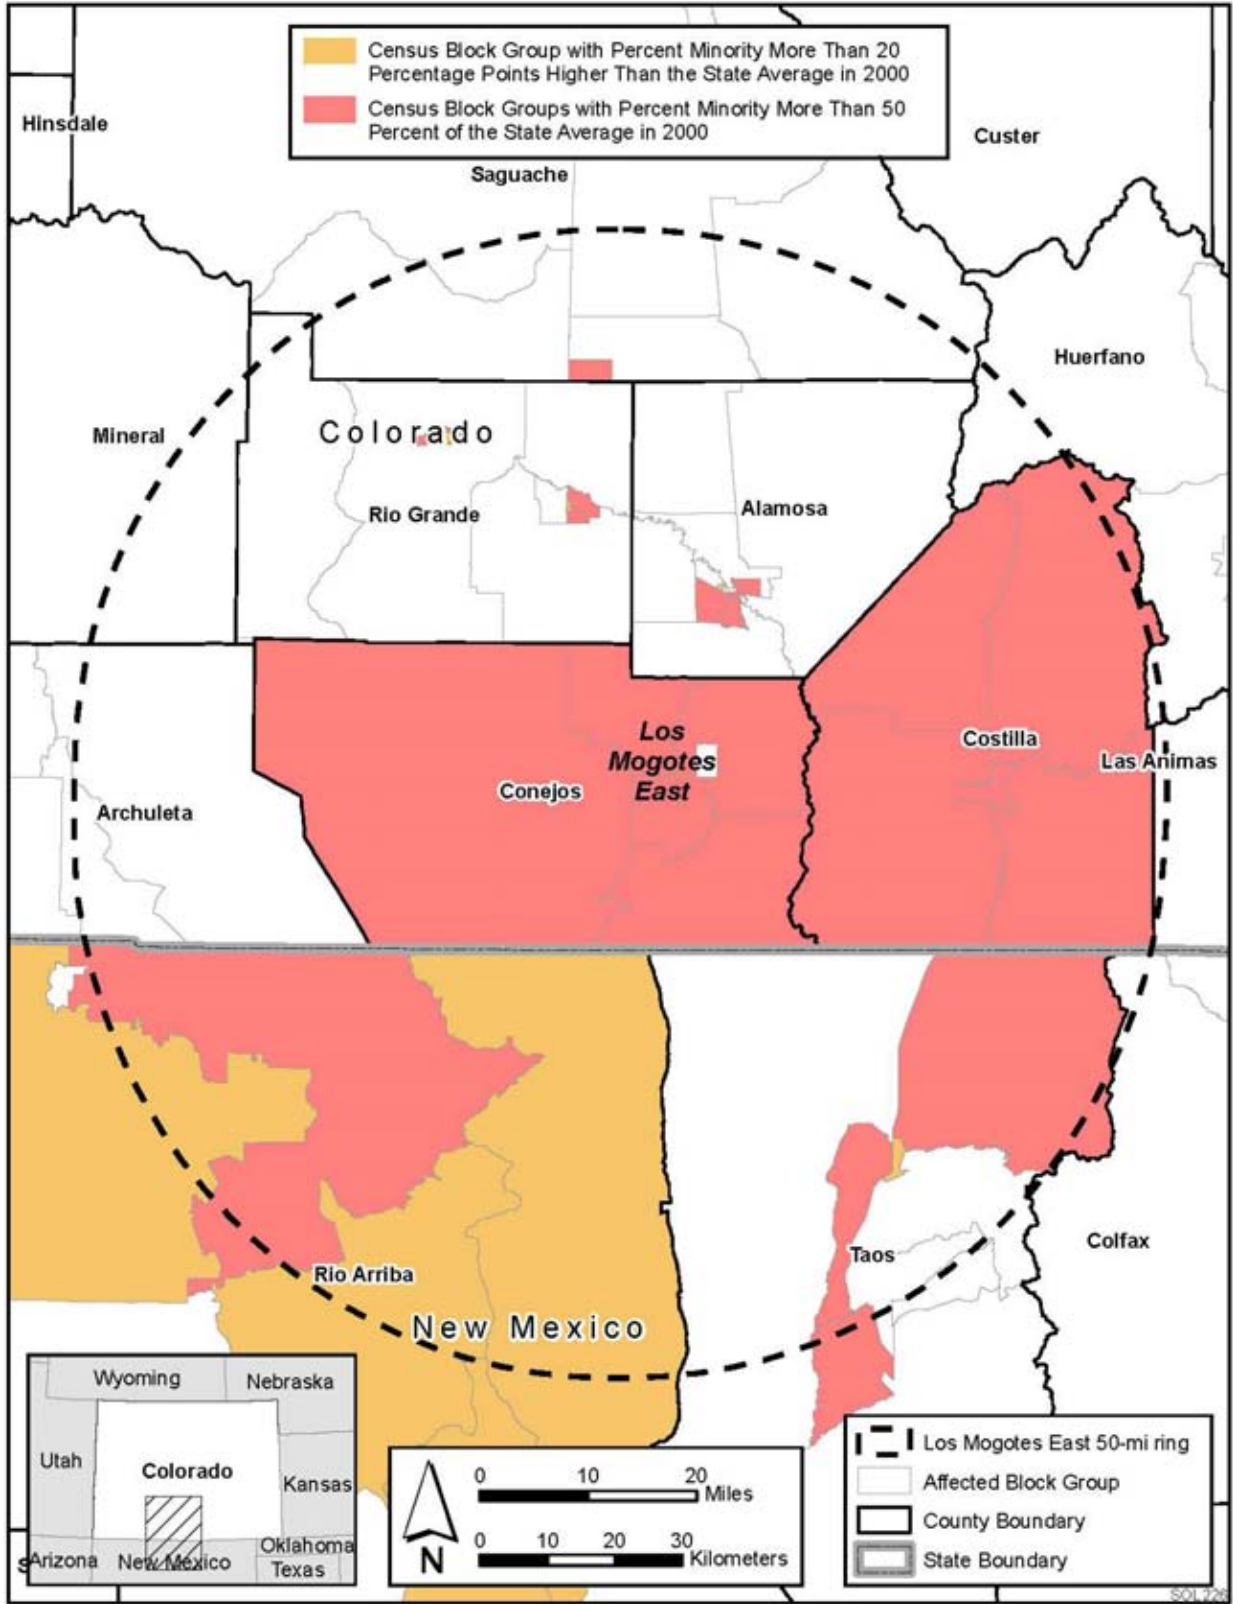 Census Block Group with Percent Minority More Than 20
Percentage Points Higher Than the State Average in 2000
Census Block Groups with Percent Minority More Than 50
Percent of the State Average in 2000
Hinsdale
Custer
Saguache
Huerfano
Mineral
Colorado
Rio Grande
Alamosa
Los
Mogotes
East
Costilla
Las Animas
Conejos
Archuleta
Taos
Colfax
Rio Arriba
New Mexico
Wyoming
Nebraska
Utah
Colorado
Kansas
Arizona
New Mexico
Oklahoma
Texas
0 10 20
Miles
0 10 20 30
Kilometers
N
Los Mogotes East 50-mi ring
Affected Block Group
County Boundary
State Boundary
SOL226